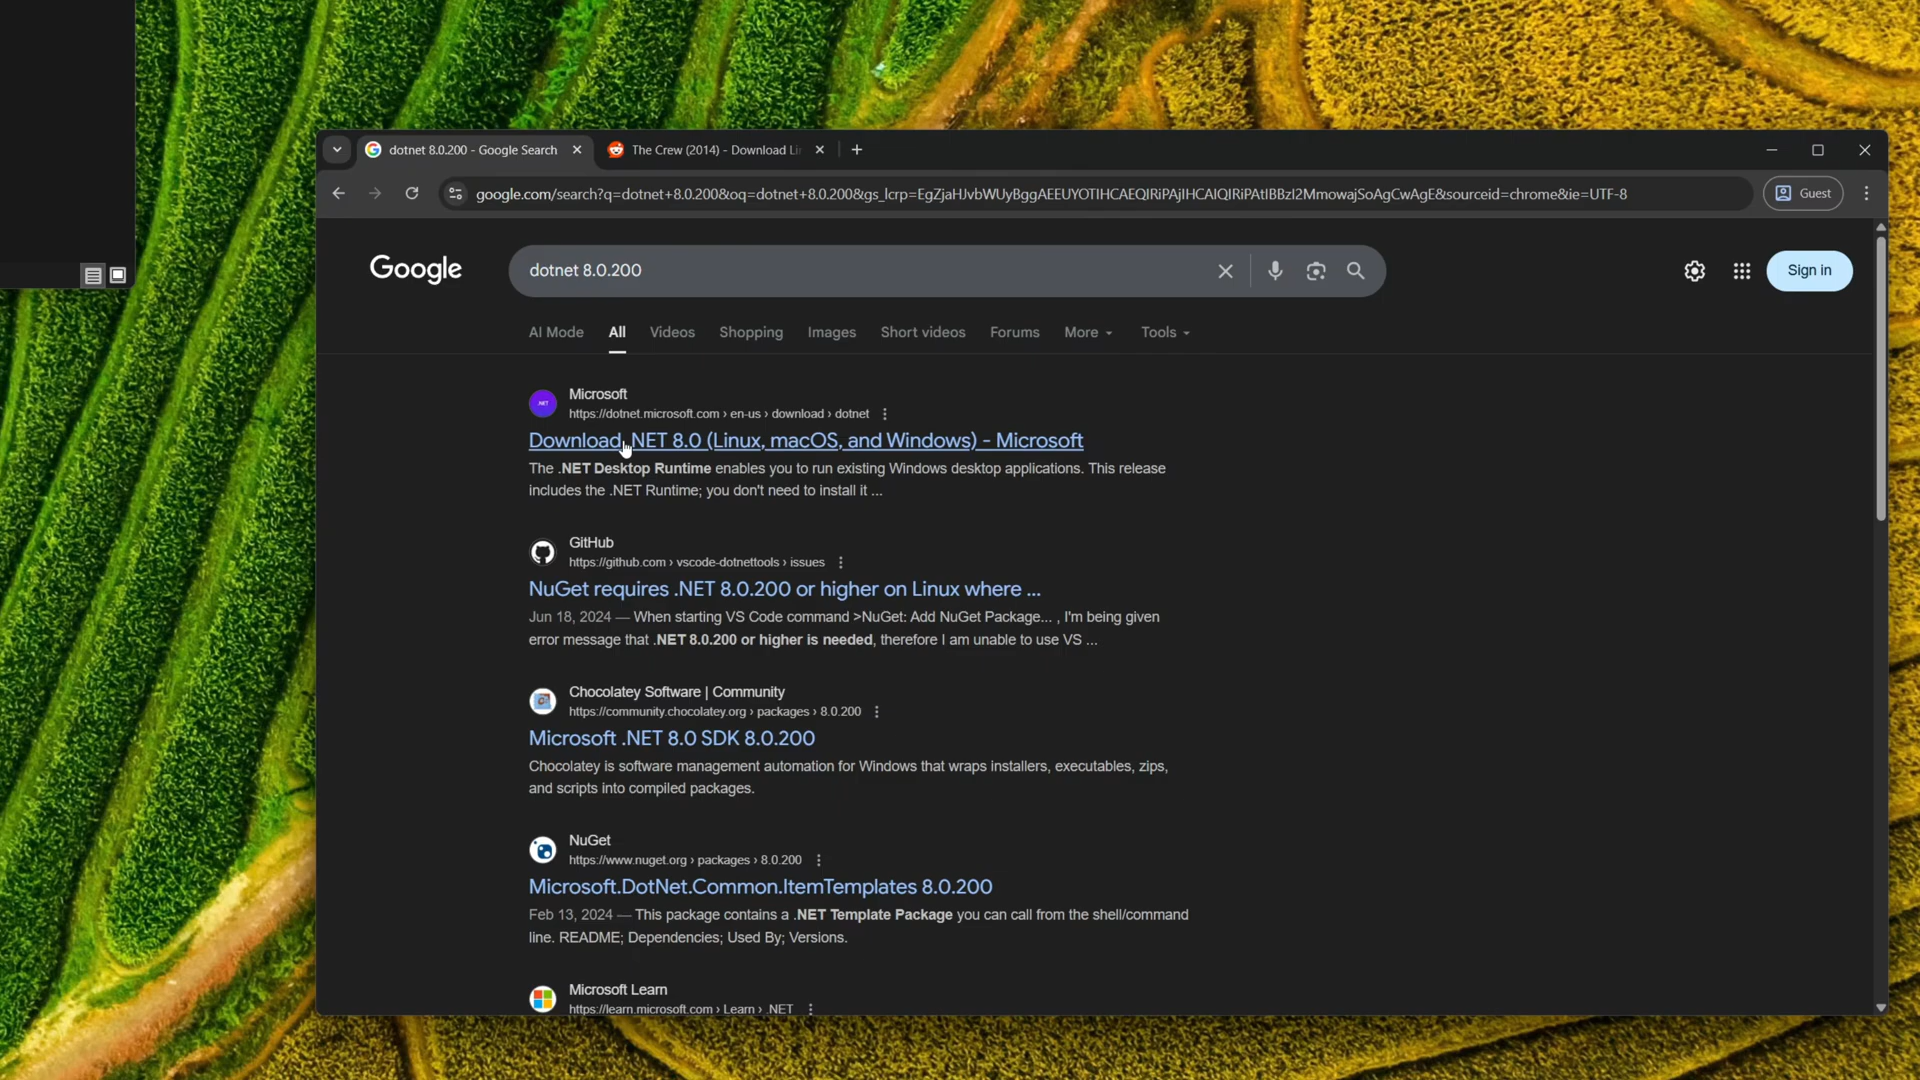 dotnet 8.0.200 - Google Search
The Crew (2014) - Download Li
google.com/search?q=dotnet+8.0.200&oq=dotnet+8.0.200&gs_lcrp=EgZjaHJvbWUyBggAEEUYOTIHCAEQIRiPAjIHCAIQIRiPAtIBBzI2MmowajSoAgCwAgE&sourceid=chrome&ie=UTF-8
Guest
Google
dotnet 8.0.200
Sign in
AI Mode All Videos Shopping Images Short videos Forums More Tools
.NET
Microsoft
https://dotnet.microsoft.com › en-us › download › dotnet
Download .NET 8.0 (Linux, macOS, and Windows) - Microsoft
The .NET Desktop Runtime enables you to run existing Windows desktop applications. This release
includes the .NET Runtime; you don't need to install it ...
GitHub
https://github.com › vscode-dotnettools › issues
NuGet requires .NET 8.0.200 or higher on Linux where ...
Jun 18, 2024 — When starting VS Code command >NuGet: Add NuGet Package... , I'm being given
error message that .NET 8.0.200 or higher is needed, therefore I am unable to use VS ...
Chocolatey Software | Community
https://community.chocolatey.org › packages › 8.0.200
Microsoft .NET 8.0 SDK 8.0.200
Chocolatey is software management automation for Windows that wraps installers, executables, zips,
and scripts into compiled packages.
NuGet
https://www.nuget.org › packages › 8.0.200
Microsoft.DotNet.Common.ItemTemplates 8.0.200
Feb 13, 2024 — This package contains a .NET Template Package you can call from the shell/command
line. README; Dependencies; Used By; Versions.
Microsoft Learn
https://learn.microsoft.com › Learn › .NET